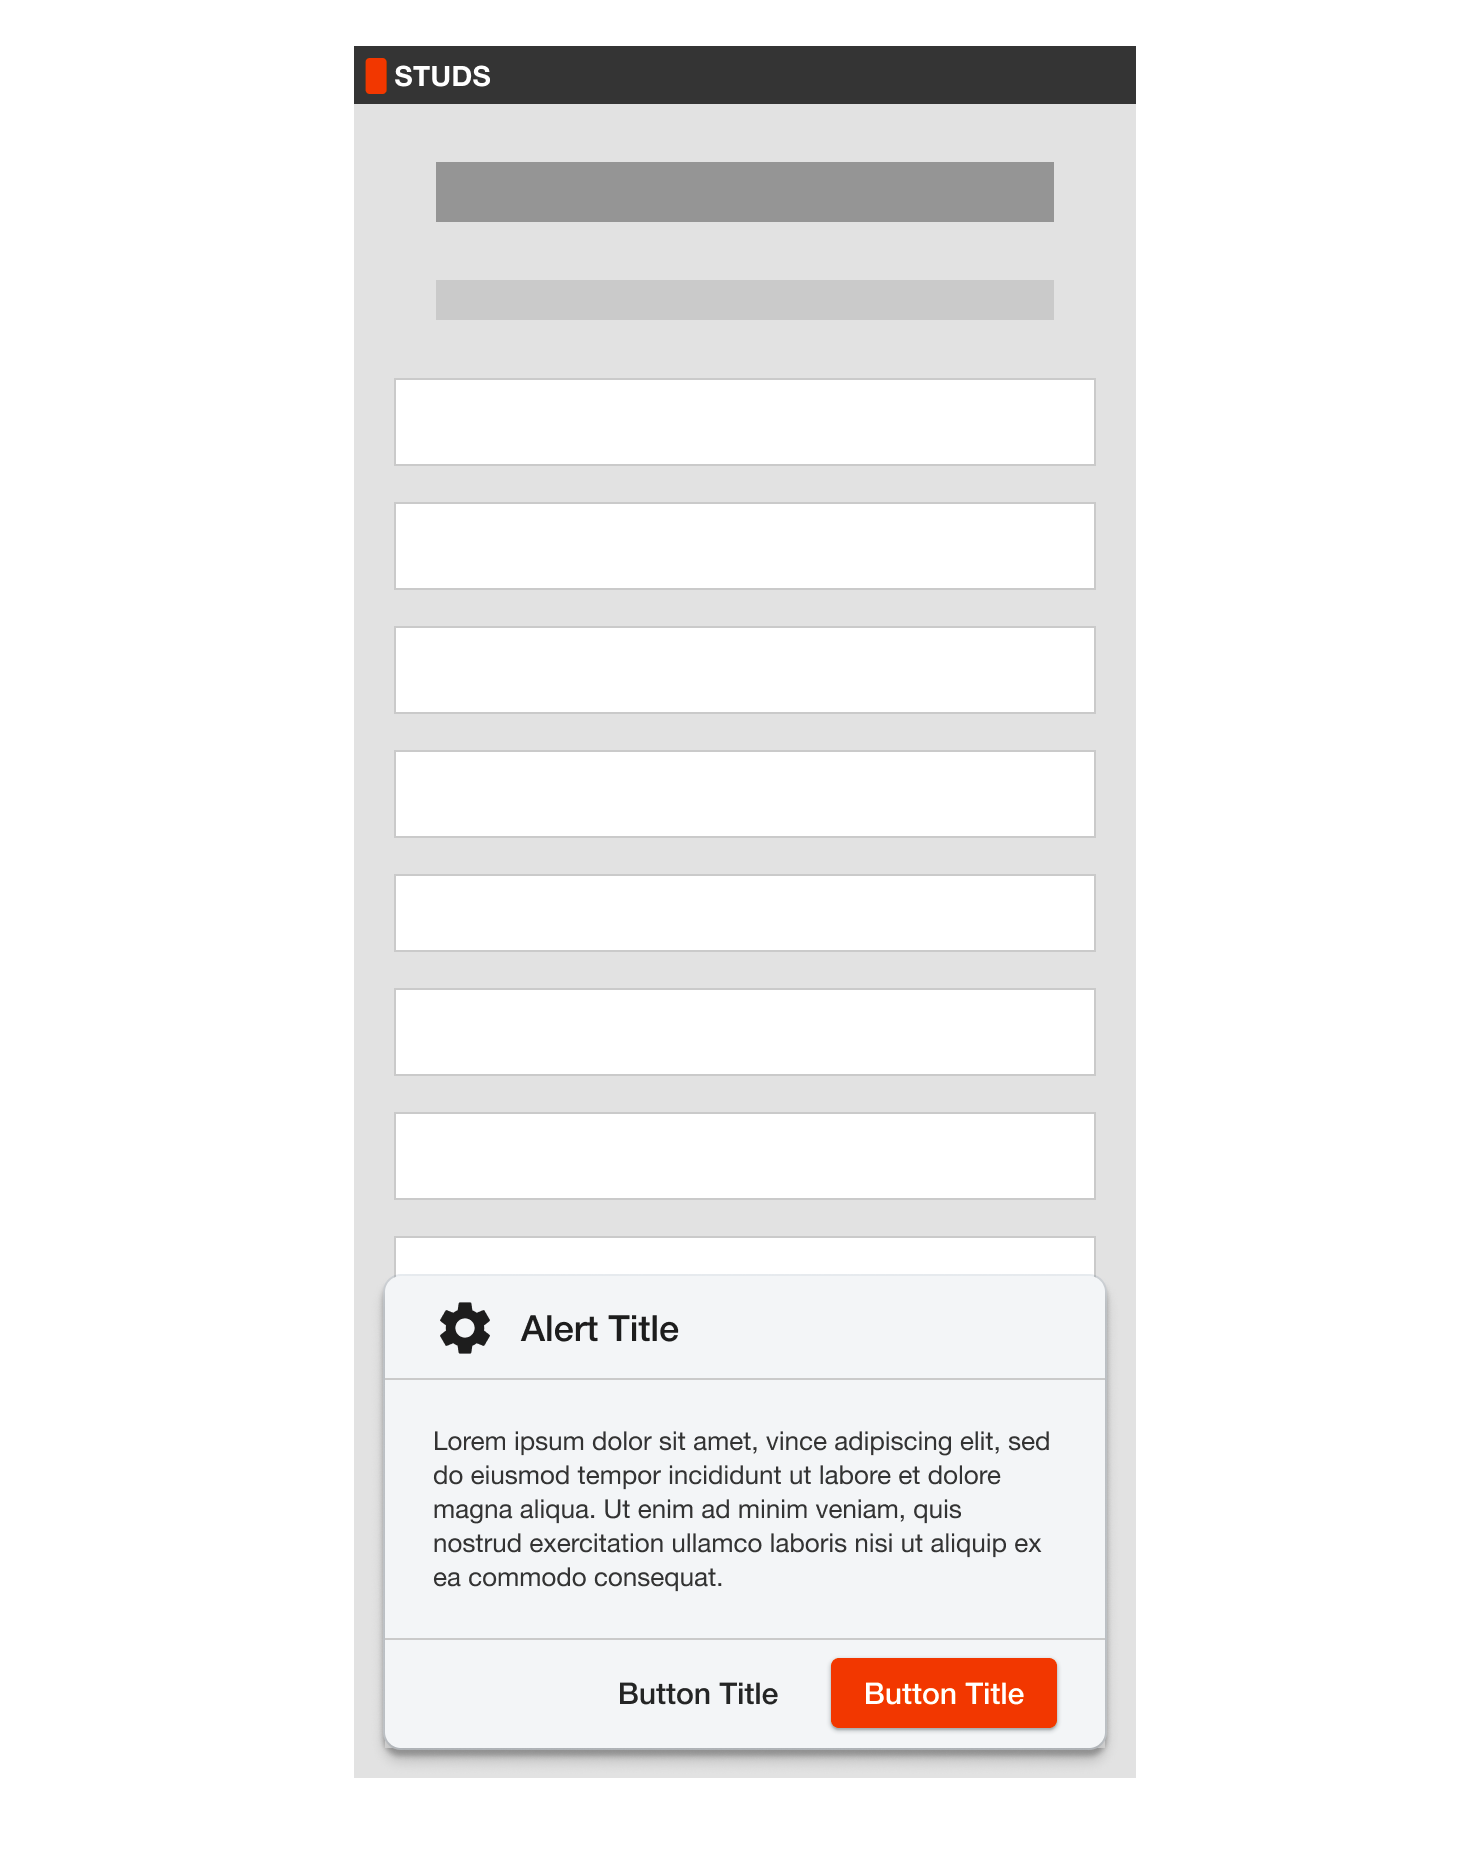 STUDS
Alert Title
Lorem ipsum dolor sit amet, vince adipiscing elit, sed
do eiusmod tempor incididunt ut labore et dolore
magna aliqua. Ut enim ad minim veniam, quis
nostrud exercitation ullamco laboris nisi ut aliquip ex
ea commodo consequat.
Button Title
Button Title